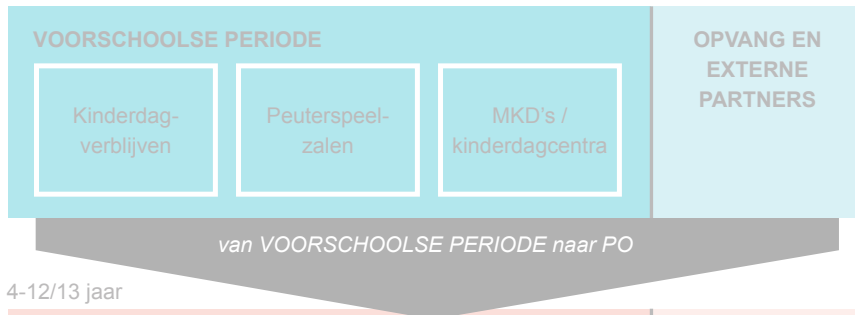 VOORSCHOOLSE PERIODE
Kinderdag-
verblijven
Peuterspeel-
zalen
MKD's /
kinderdagcentra
OPVANG EN
EXTERNE
PARTNERS
van VOORSCHOOLSE PERIODE naar PO
4-12/13 jaar